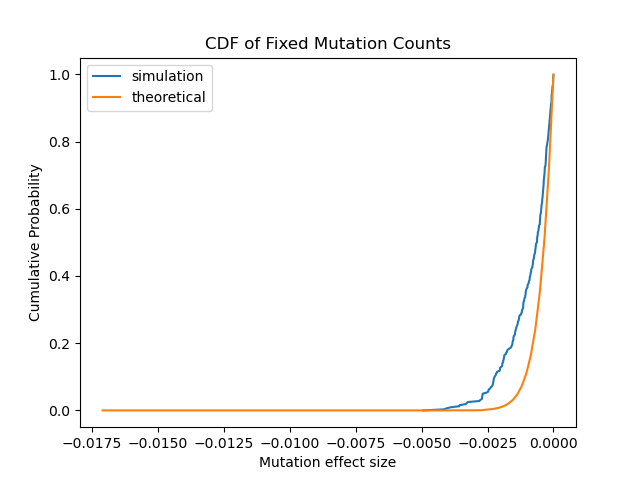 CDF of Fixed Mutation Counts
simulation
theoretical
Cumulative Probability
1.0
0.8
0.6
0.4
0.2
0.0
−0.0175 −0.0150 −0.0125 −0.0100 −0.0075 −0.0050 −0.0025 0.0000
Mutation effect size